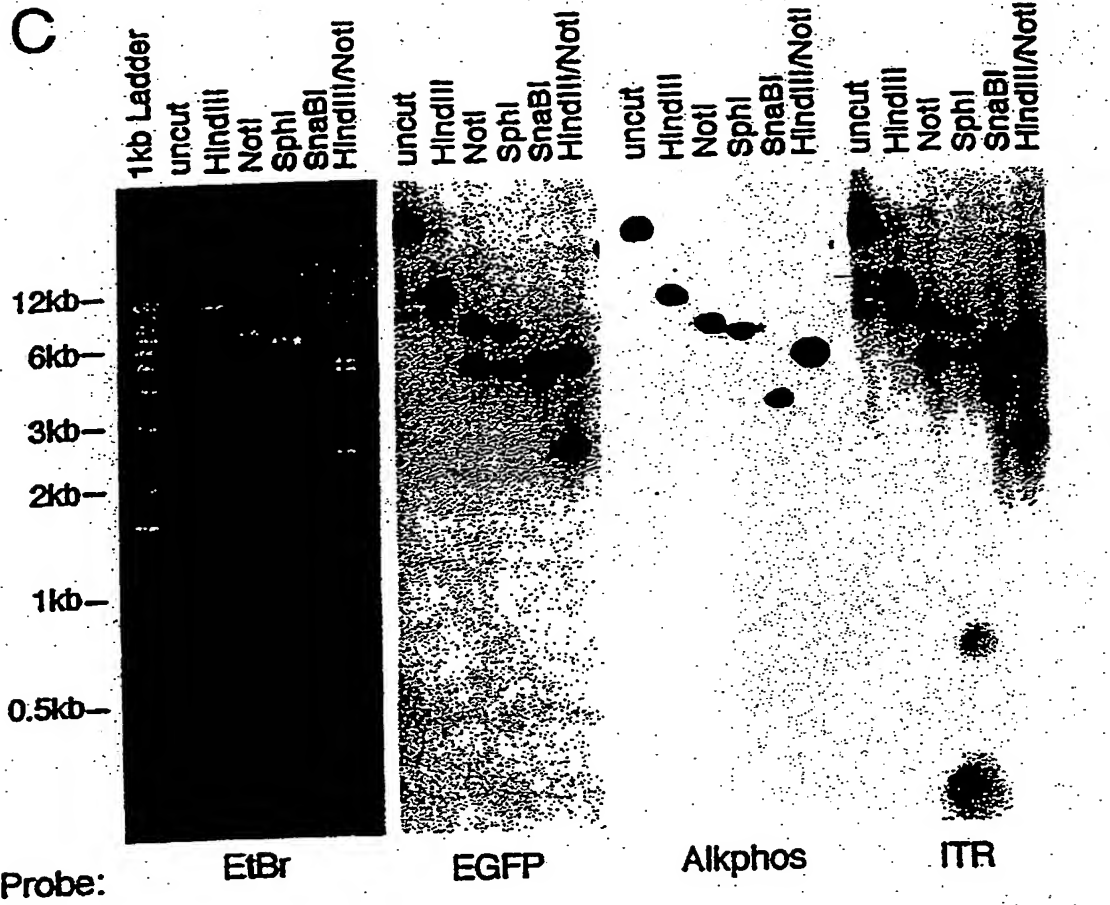 C
1kb Ladder
uncut
HindIII
NotI
SphI
SnaBI
HindIII/NotI
uncut
HindIII
NotI
SphI
SnaBI
HindIII/NotI
uncut
HindIII
NotI
SphI
SnaBI
HindIII/NotI
uncut
HindIII
NotI
SphI
SnaBI
HindIII/NotI
12kb
6kb
3kb
2kb
1kb
0.5kb
Probe:
EtBr
EGFP
Alkphos
ITR